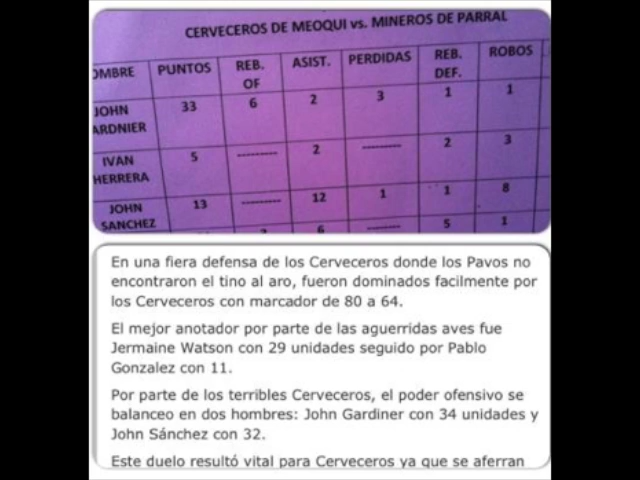 CERVECEROS DE MEOQUI vs. MINEROS DE PARRAL
OMBRE PUNTOS REB. OF ASIST. PERDIDAS REB. DEF. ROBOS
JOHN ARDNIER 33 6 2 3 1 1
IVAN HERRERA 5 --------- 2 --------- 2 3
JOHN SANCHEZ 13 --------- 12 1 1 8
6 -------- 5 1
En una fiera defensa de los Cerveceros donde los Pavos no
encontraron el tino al aro, fueron dominados facilmente por
los Cerveceros con marcador de 80 a 64.
El mejor anotador por parte de las aguerridas aves fue
Jermaine Watson con 29 unidades seguido por Pablo
Gonzalez con 11.
Por parte de los terribles Cerveceros, el poder ofensivo se
balanceo en dos hombres: John Gardiner con 34 unidades y
John Sánchez con 32.
Este duelo resultó vital para Cerveceros ya que se aferran